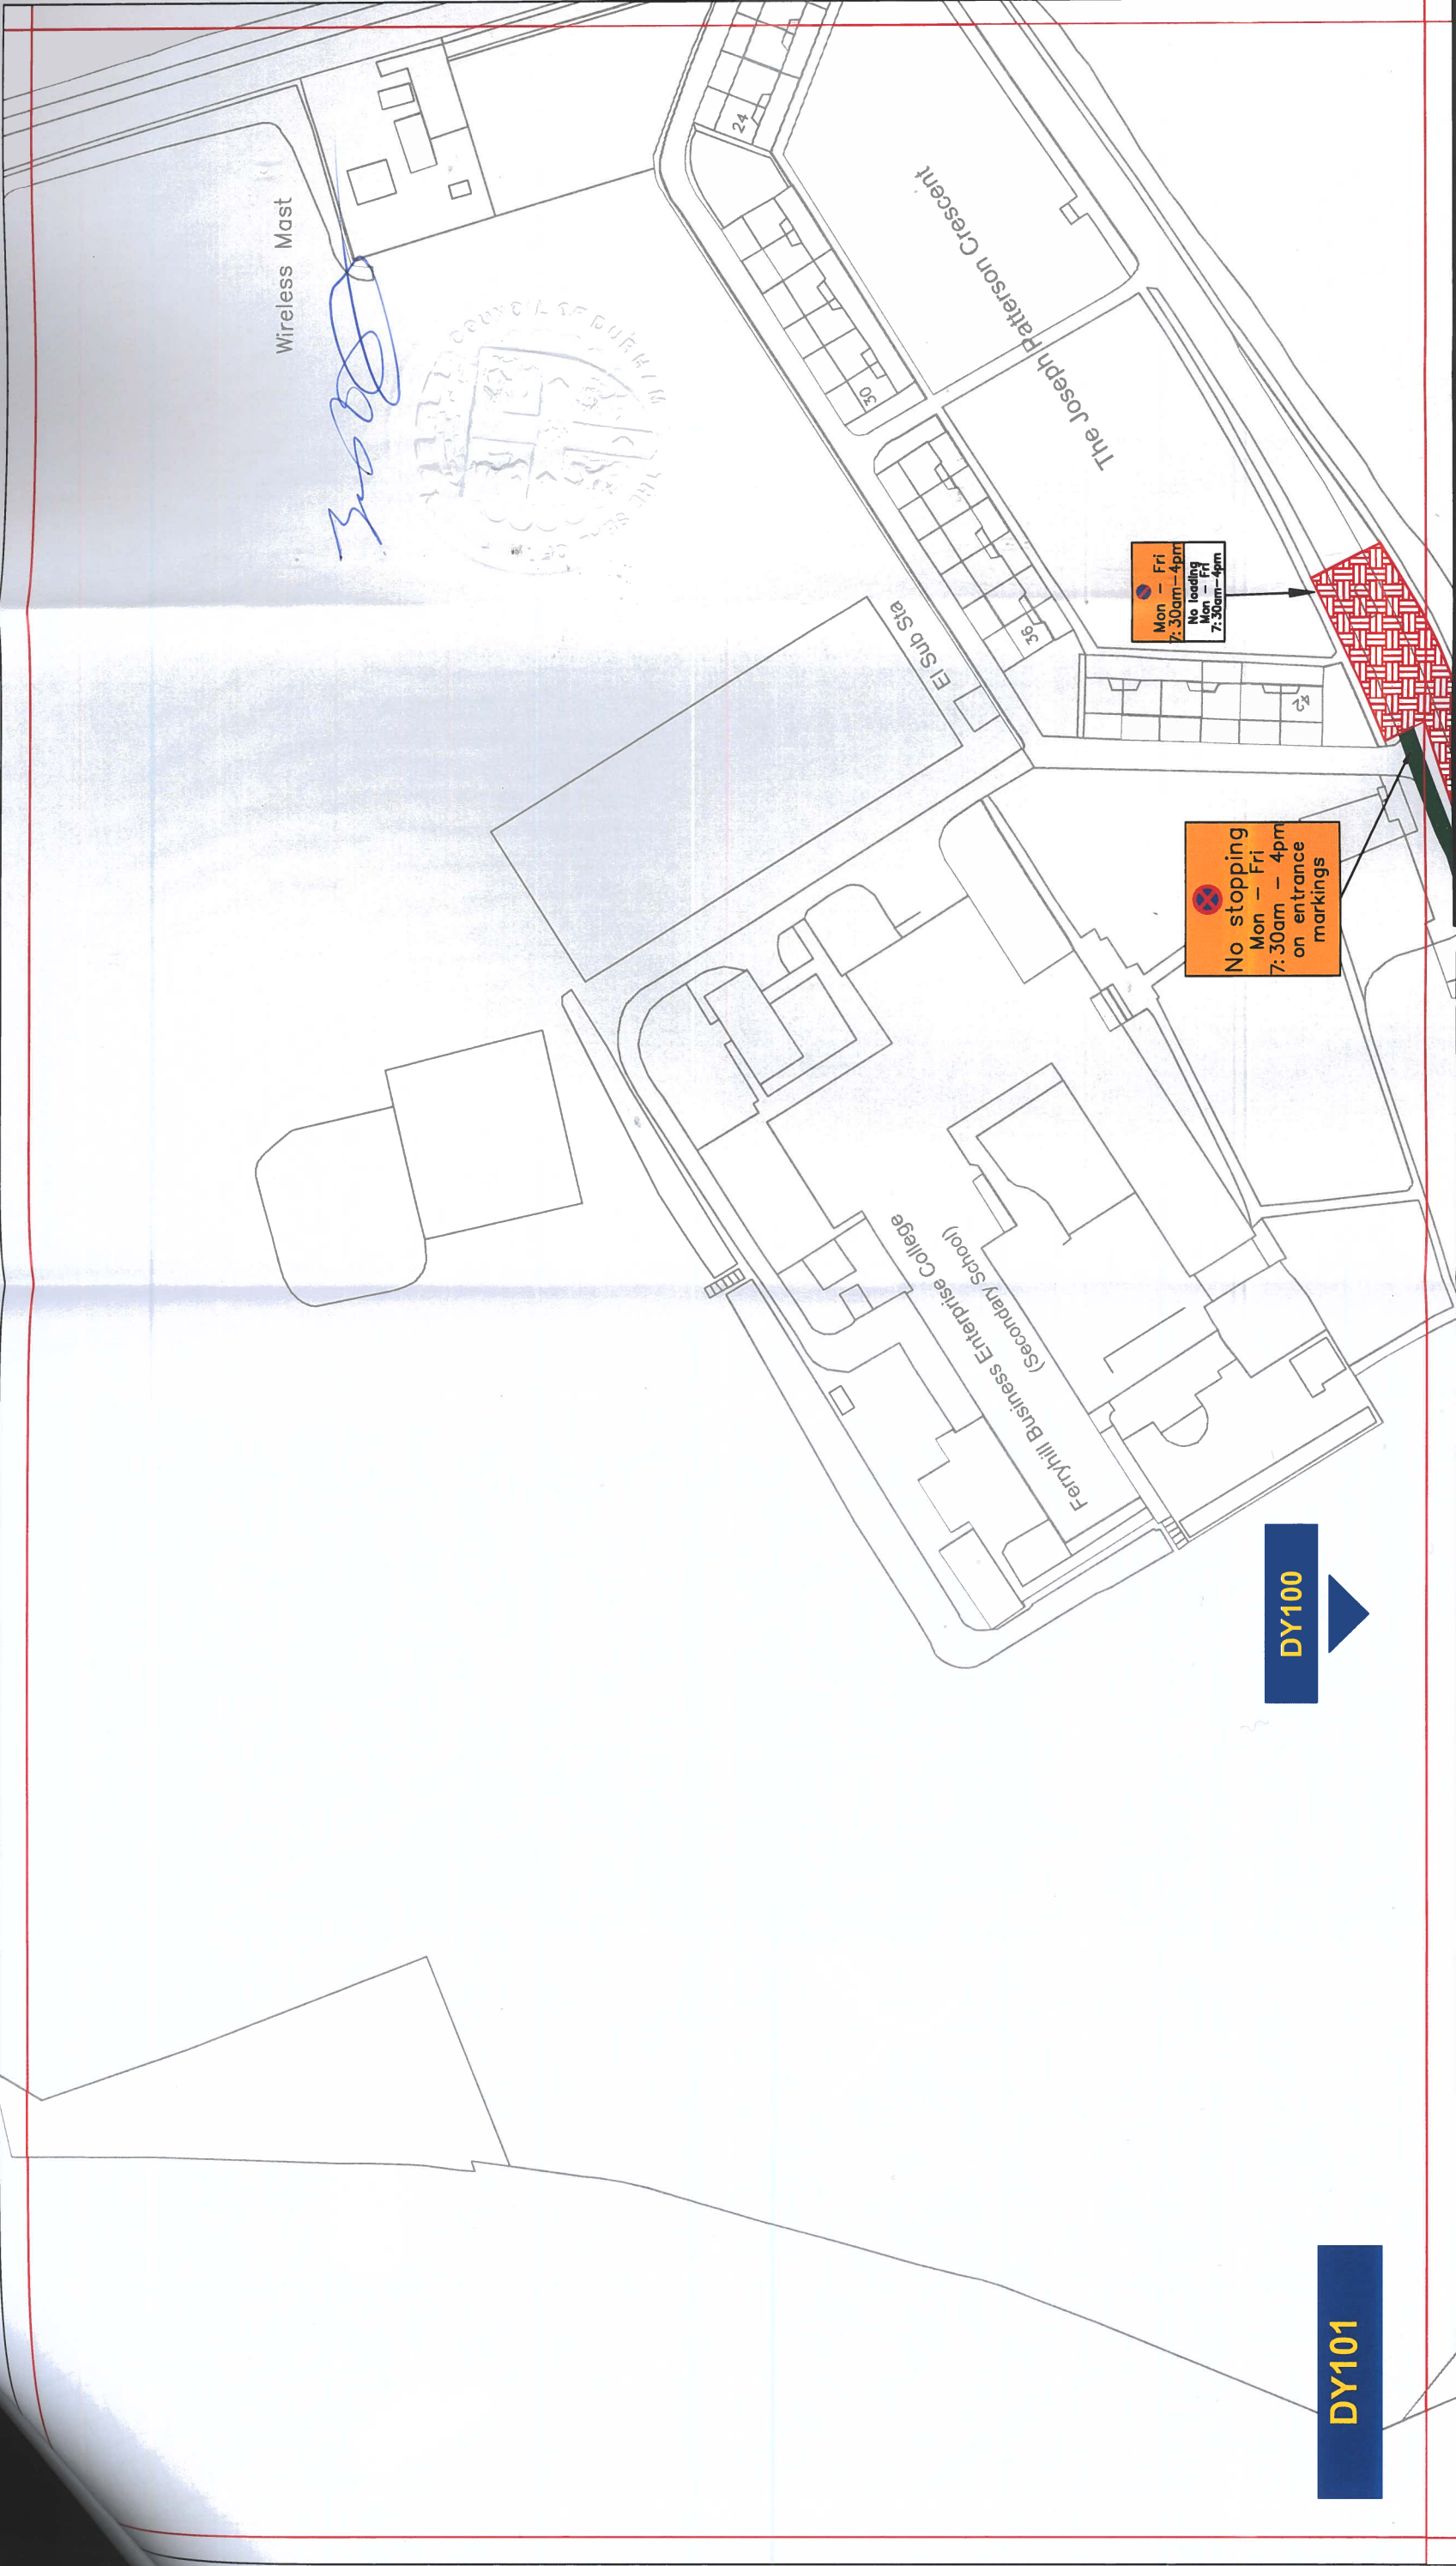 Wireless Mast
24
30
36
42
The Joseph Patterson Crescent
El Sub Sta
Mon - Fri
7:30am-4pm
No loading
Mon - Fri
7:30am-4pm
No stopping
Mon - Fri
7:30am - 4pm
on entrance
markings
Ferryhill Business Enterprise College
(Secondary School)
DY100
DY101